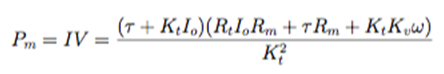 P_m = IV = \frac{(\tau + K_t I_o)(R_t I_o R_m + \tau R_m + K_t K_v \omega)}{K_t^2}